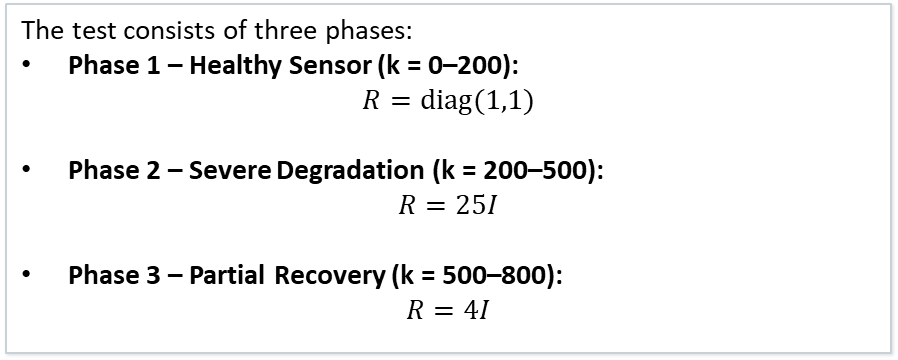 The test consists of three phases:
• Phase 1 – Healthy Sensor (k = 0–200):
R = diag(1,1)
• Phase 2 – Severe Degradation (k = 200–500):
R = 25I
• Phase 3 – Partial Recovery (k = 500–800):
R = 4I